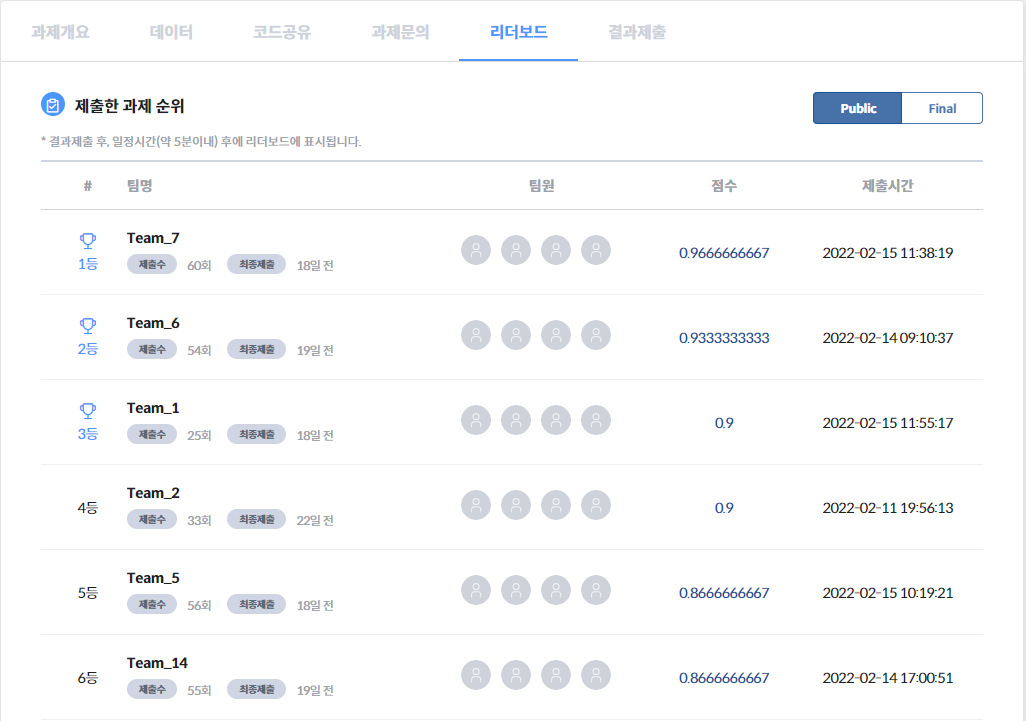 과제개요 데이터 코드공유 과제문의 리더보드 결과제출
제출한 과제 순위
Public Final
* 결과제출 후, 일정시간(약 5분이내) 후에 리더보드에 표시됩니다.
# 팀명 팀원 점수 제출시간
Team_7
1등 제출수 60회 최종제출 18일 전 0.9666666667 2022-02-15 11:38:19
Team_6
2등 제출수 54회 최종제출 19일 전 0.9333333333 2022-02-14 09:10:37
Team_1
3등 제출수 25회 최종제출 18일 전 0.9 2022-02-15 11:55:17
Team_2
4등 제출수 33회 최종제출 22일 전 0.9 2022-02-11 19:56:13
Team_5
5등 제출수 56회 최종제출 18일 전 0.8666666667 2022-02-15 10:19:21
Team_14
6등 제출수 55회 최종제출 19일 전 0.8666666667 2022-02-14 17:00:51